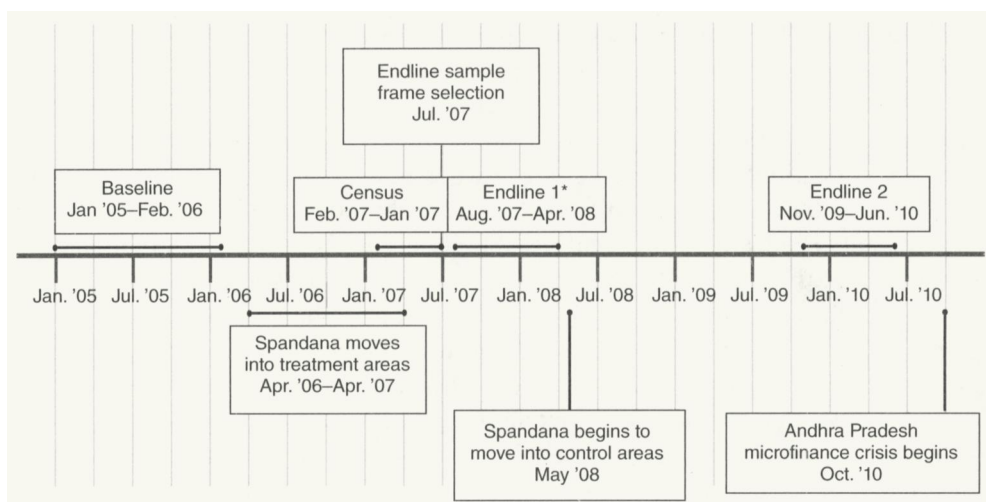 Endline sample
frame selection
Jul. '07
Baseline
Jan '05–Feb. '06
Census
Feb. '07–Jan '07
Endline 1*
Aug. '07–Apr. '08
Endline 2
Nov. '09–Jun. '10
Jan. '05 Jul. '05 Jan. '06 Jul. '06 Jan. '07 Jul. '07 Jan. '08 Jul. '08 Jan. '09 Jul. '09 Jan. '10 Jul. '10
Spandana moves
into treatment areas
Apr. '06–Apr. '07
Spandana begins to
move into control areas
May '08
Andhra Pradesh
microfinance crisis begins
Oct. '10